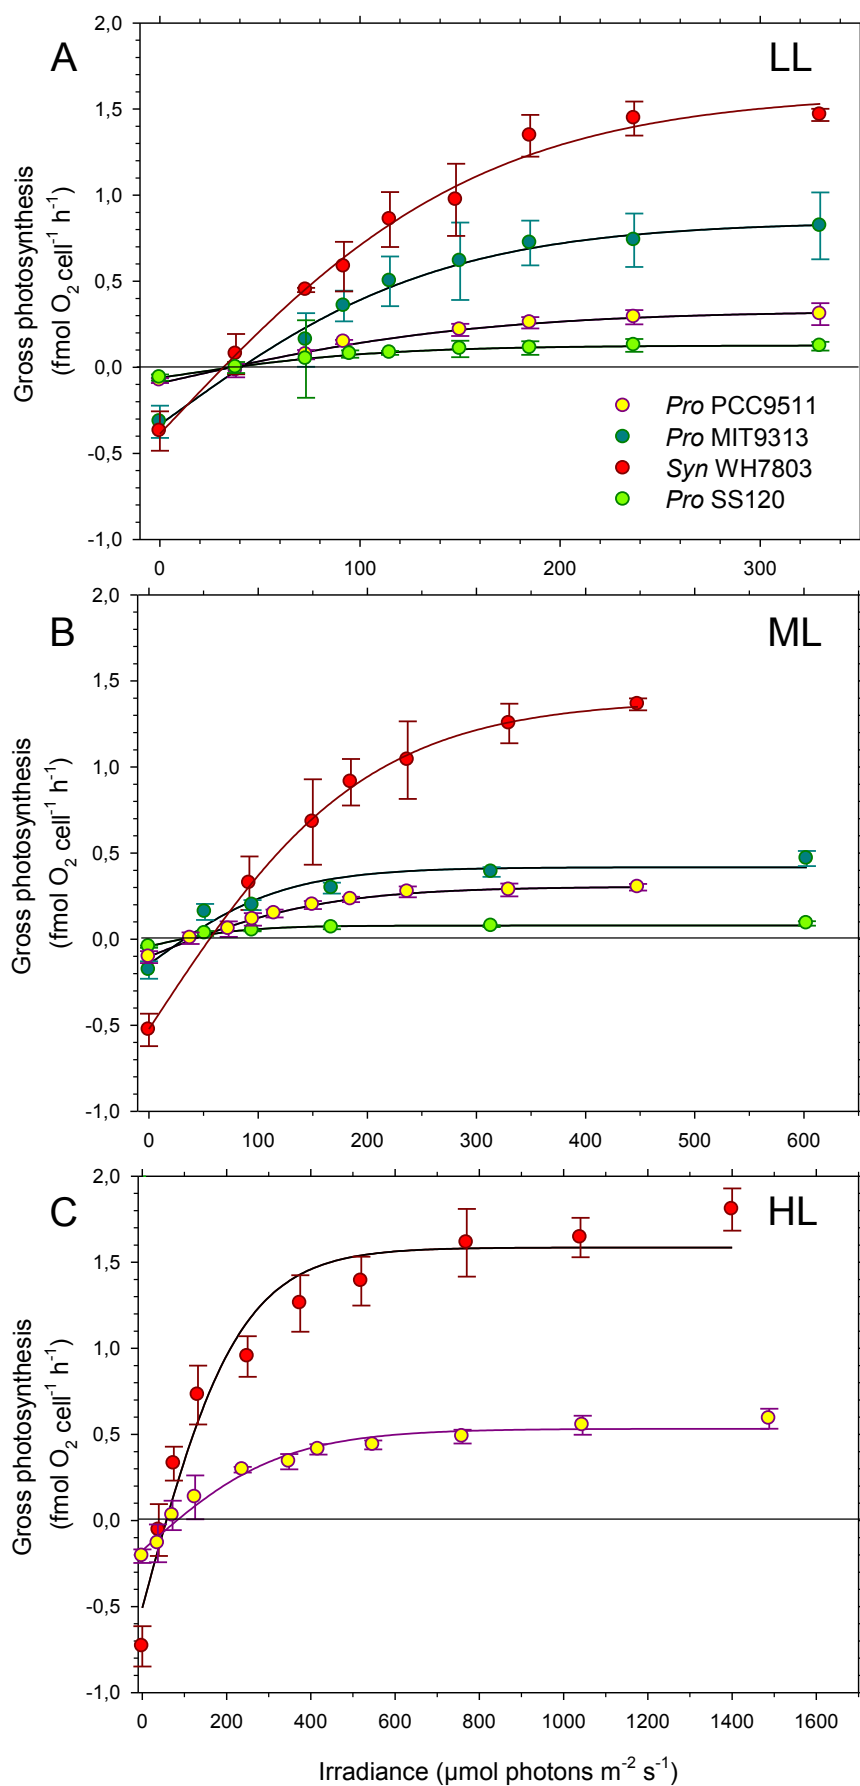 A
LL
2,0
1,5
1,0
0,5
0,0
-0,5
-1,0
Gross photosynthesis
(fmol O2 cell-1 h-1)
Pro PCC9511
Pro MIT9313
Syn WH7803
Pro SS120
0 100 200 300
B
ML
2,0
1,5
1,0
0,5
0,0
-0,5
-1,0
Gross photosynthesis
(fmol O2 cell-1 h-1)
0 100 200 300 400 500 600
C
HL
2,0
1,5
1,0
0,5
0,0
-0,5
-1,0
Gross photosynthesis
(fmol O2 cell-1 h-1)
0 200 400 600 800 1000 1200 1400 1600
Irradiance (µmol photons m-2 s-1)